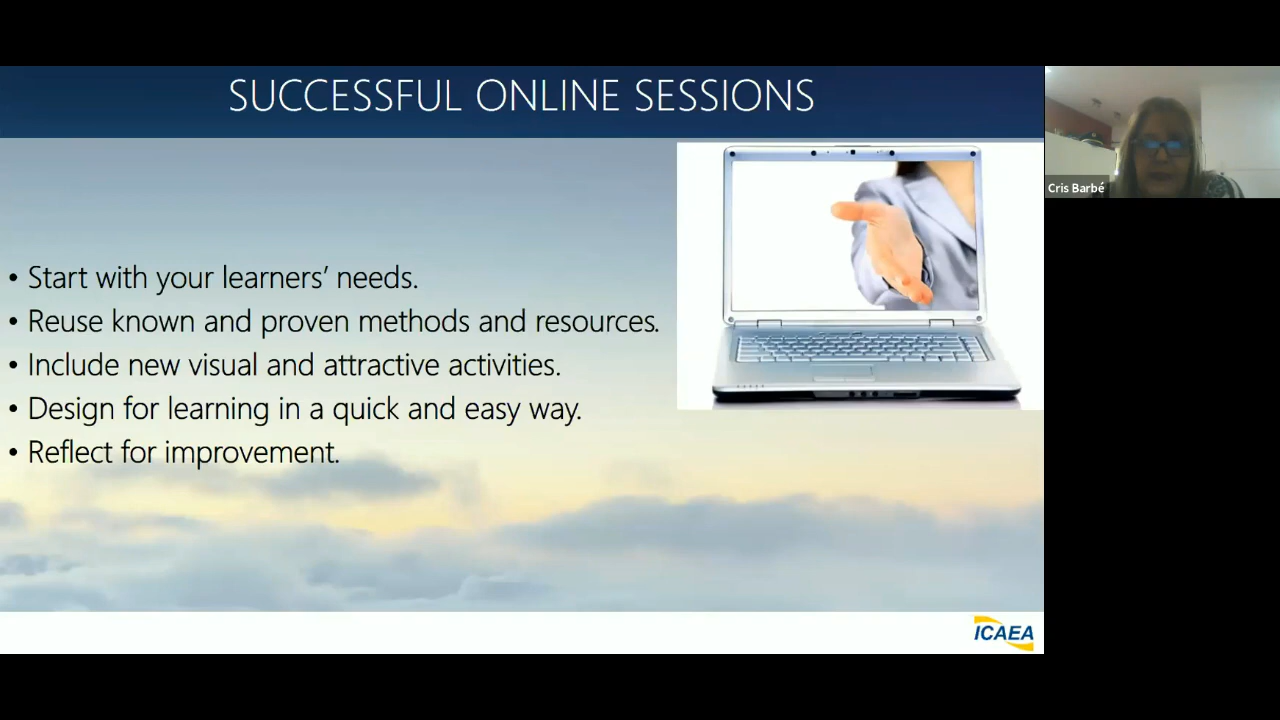 SUCCESSFUL ONLINE SESSIONS
• Start with your learners’ needs.
• Reuse known and proven methods and resources.
• Include new visual and attractive activities.
• Design for learning in a quick and easy way.
• Reflect for improvement.
Cris Barbé
ICAEA